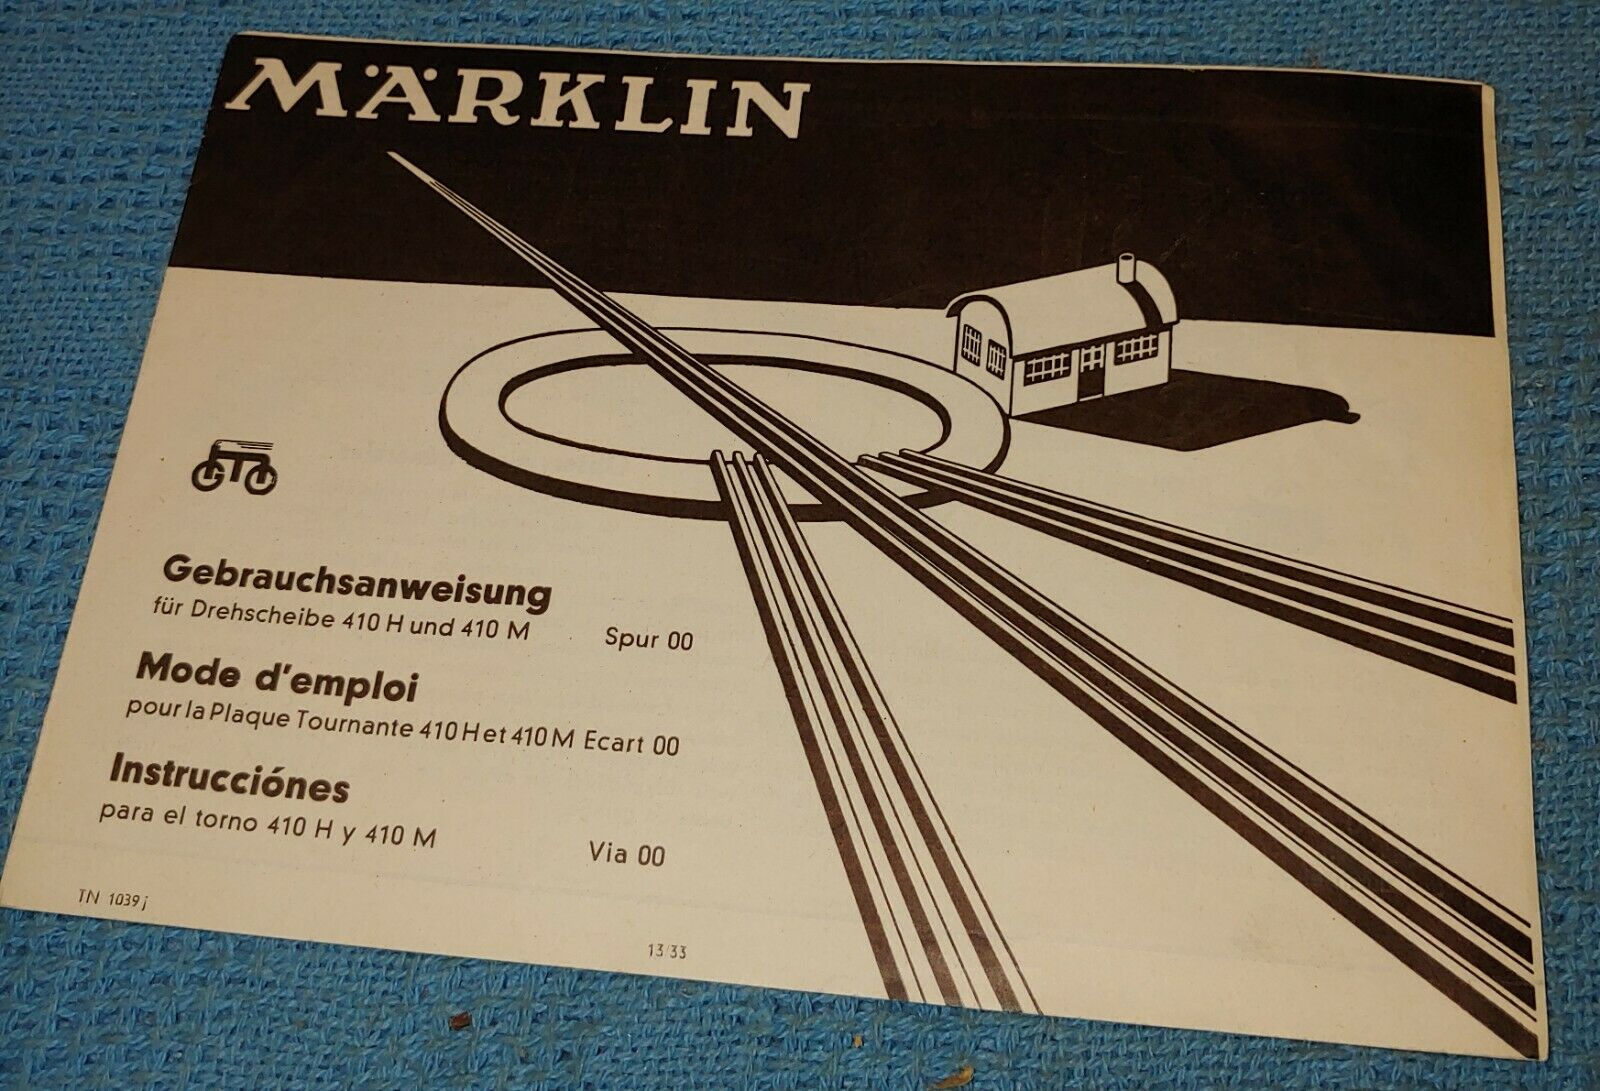 MÄRKLIN
Gebrauchsanweisung
für Drehscheibe 410 H und 410 M Spur 00
Mode d'emploi
pour la Plaque Tournante 410 H et 410 M Ecart 00
Instrucciónes
para el torno 410 H y 410 M Via 00
TN 1039 j
13/33